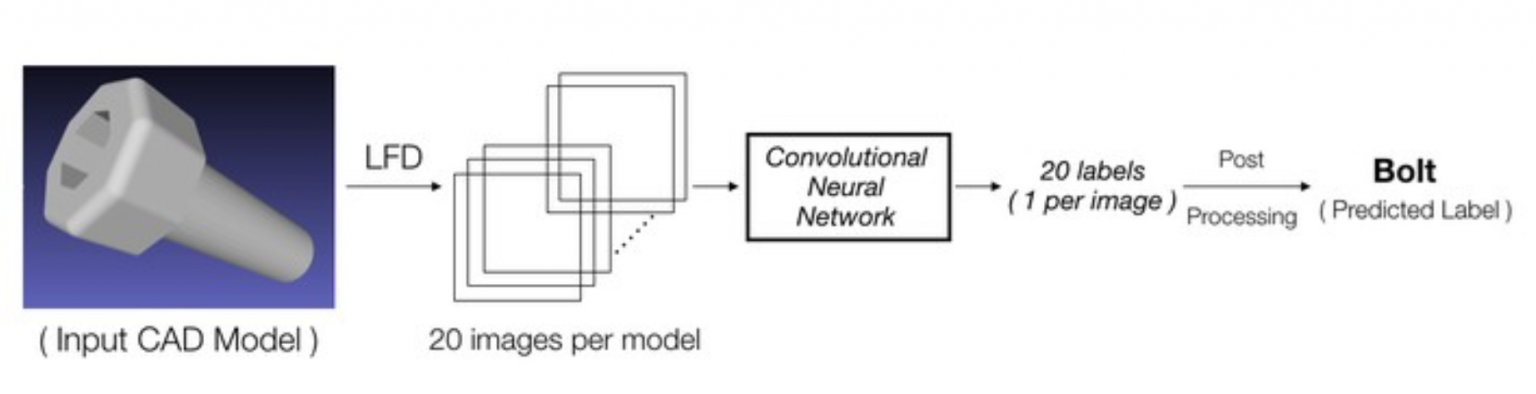 ( Input CAD Model )
LFD
20 images per model
Convolutional
Neural
Network
20 labels
( 1 per image )
Post
Processing
Bolt
( Predicted Label )